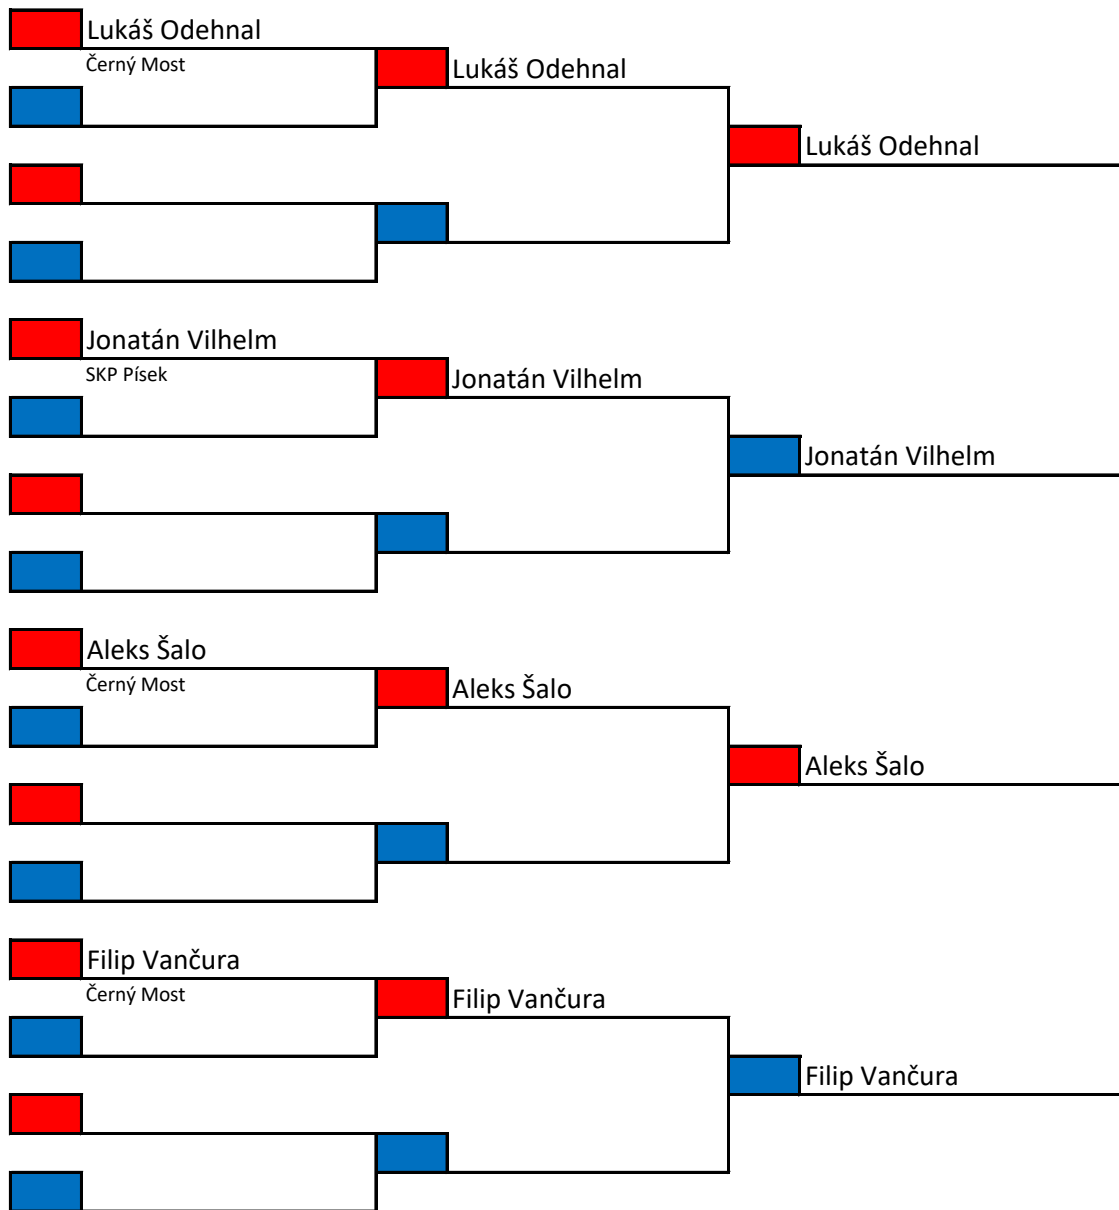 Lukáš Odehnal
Černý Most
Lukáš Odehnal
Lukáš Odehnal
Jonatán Vilhelm
SKP Písek
Jonatán Vilhelm
Jonatán Vilhelm
Aleks Šalo
Černý Most
Aleks Šalo
Aleks Šalo
Filip Vančura
Černý Most
Filip Vančura
Filip Vančura